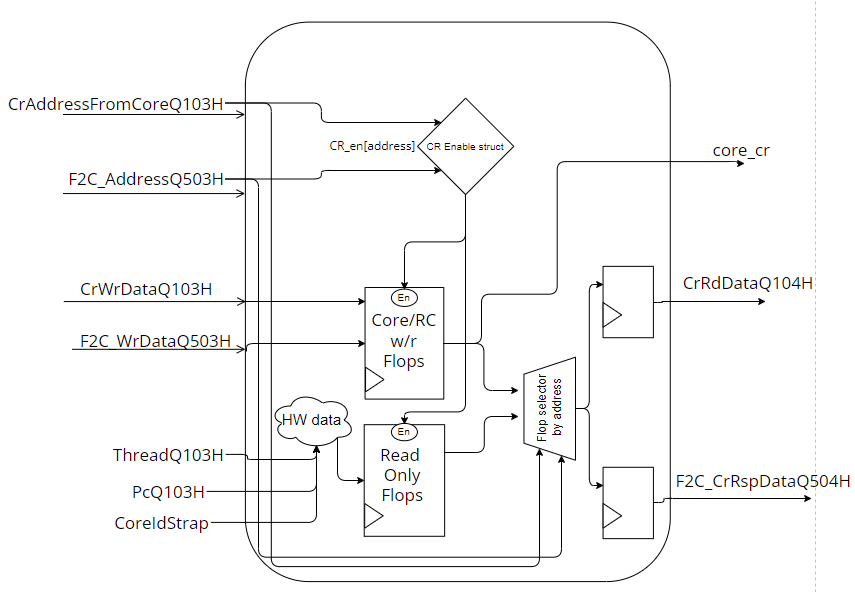 CrAddressFromCoreQ103H
CR_en[address]
CR Enable struct
core_cr
F2C_AddressQ503H
CrWrDataQ103H
En
Core/RC
w/r
Flops
CrRdDataQ104H
F2C_WrDataQ503H
Flop selector
by address
HW data
En
Read
Only
Flops
ThreadQ103H
PcQ103H
CoreIdStrap
F2C_CrRspDataQ504H